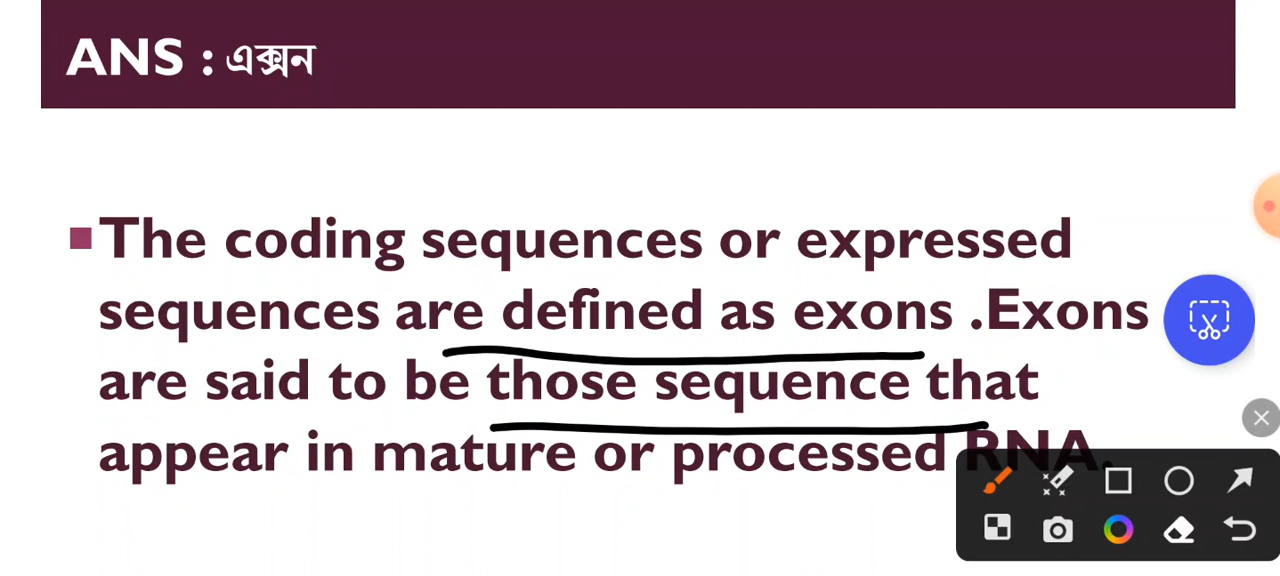 ANS : এক্সন
The coding sequences or expressed
sequences are defined as exons .Exons
are said to be those sequence that
appear in mature or processed RNA.